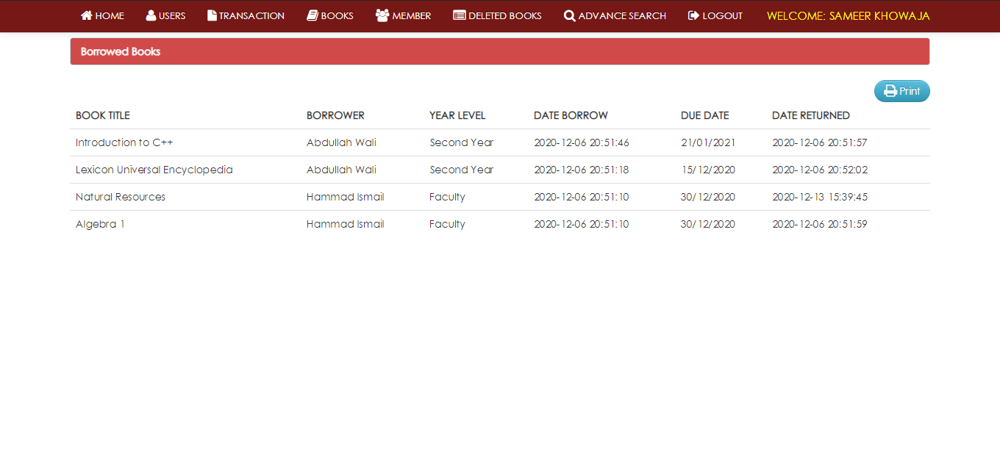 HOME USERS TRANSACTION BOOKS MEMBER DELETED BOOKS ADVANCE SEARCH LOGOUT WELCOME: SAMEER KHOWAJA
Borrowed Books
Print
BOOK TITLE BORROWER YEAR LEVEL DATE BORROW DUE DATE DATE RETURNED
Introduction to C++ Abdullah Wali Second Year 2020-12-06 20:51:46 21/01/2021 2020-12-06 20:51:57
Lexicon Universal Encyclopedia Abdullah Wali Second Year 2020-12-06 20:51:18 15/12/2020 2020-12-06 20:52:02
Natural Resources Hammad Ismail Faculty 2020-12-06 20:51:10 30/12/2020 2020-12-13 15:39:45
Algebra 1 Hammad Ismail Faculty 2020-12-06 20:51:10 30/12/2020 2020-12-06 20:51:59